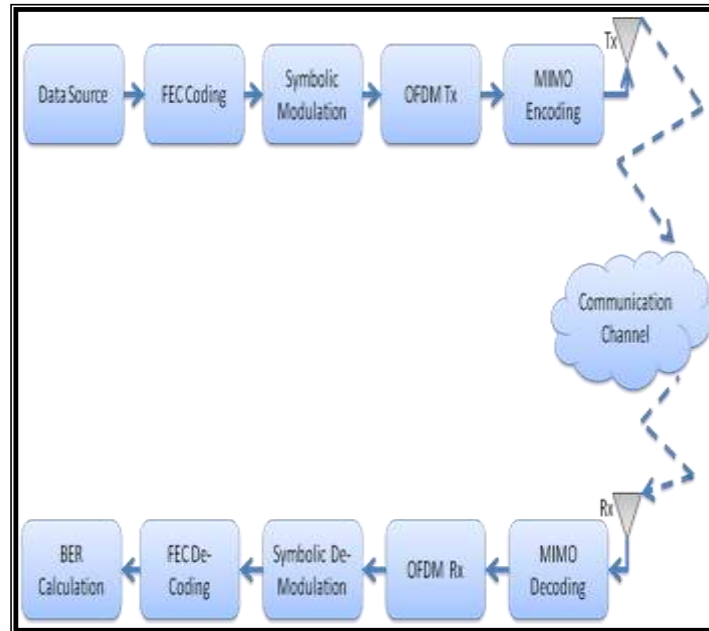 Data Source
FEC Coding
Symbolic
Modulation
OFDM Tx
MIMO
Encoding
Tx
Communication
Channel
Rx
BER
Calculation
FEC De-
Coding
Symbolic De-
Modulation
OFDM Rx
MIMO
Decoding